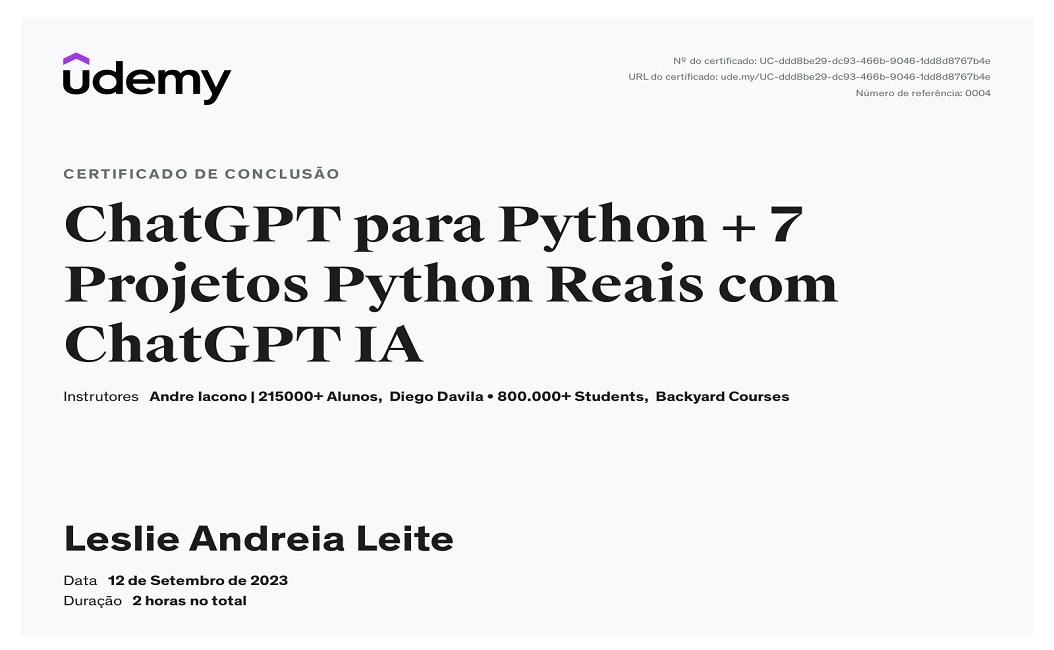 udemy
Nº do certificado: UC-ddd8be29-dc93-466b-9046-1dd8d8767b4e
URL do certificado: ude.my/UC-ddd8be29-dc93-466b-9046-1dd8d8767b4e
Número de referência: 0004
CERTIFICADO DE CONCLUSÃO
ChatGPT para Python + 7
Projetos Python Reais com
ChatGPT IA
Instrutores Andre Iacono | 215000+ Alunos, Diego Davila • 800.000+ Students, Backyard Courses
Leslie Andreia Leite
Data 12 de Setembro de 2023
Duração 2 horas no total